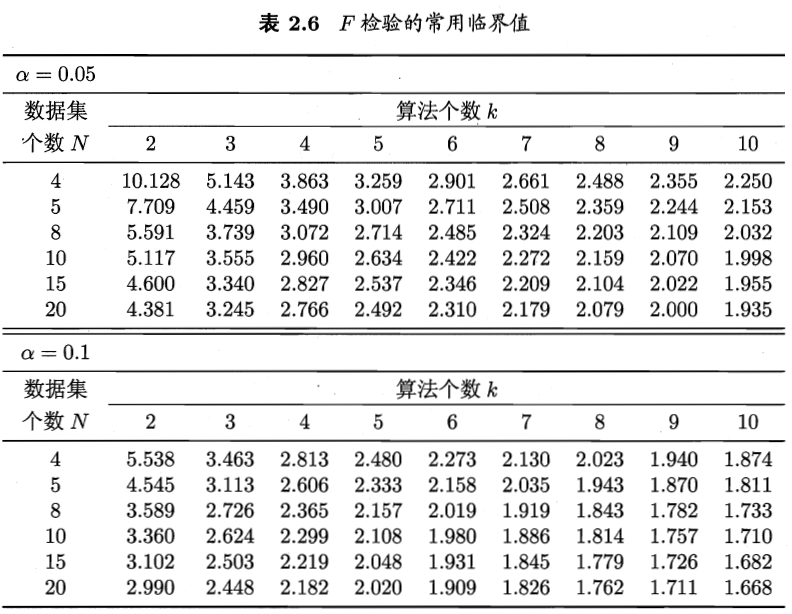 表 2.6 F 检验的常用临界值
α = 0.05
数据集 算法个数 k
个数 N 2 3 4 5 6 7 8 9 10
4 10.128 5.143 3.863 3.259 2.901 2.661 2.488 2.355 2.250
5 7.709 4.459 3.490 3.007 2.711 2.508 2.359 2.244 2.153
8 5.591 3.739 3.072 2.714 2.485 2.324 2.203 2.109 2.032
10 5.117 3.555 2.960 2.634 2.422 2.272 2.159 2.070 1.998
15 4.600 3.340 2.827 2.537 2.346 2.209 2.104 2.022 1.955
20 4.381 3.245 2.766 2.492 2.310 2.179 2.079 2.000 1.935
α = 0.1
数据集 算法个数 k
个数 N 2 3 4 5 6 7 8 9 10
4 5.538 3.463 2.813 2.480 2.273 2.130 2.023 1.940 1.874
5 4.545 3.113 2.606 2.333 2.158 2.035 1.943 1.870 1.811
8 3.589 2.726 2.365 2.157 2.019 1.919 1.843 1.782 1.733
10 3.360 2.624 2.299 2.108 1.980 1.886 1.814 1.757 1.710
15 3.102 2.503 2.219 2.048 1.931 1.845 1.779 1.726 1.682
20 2.990 2.448 2.182 2.020 1.909 1.826 1.762 1.711 1.668